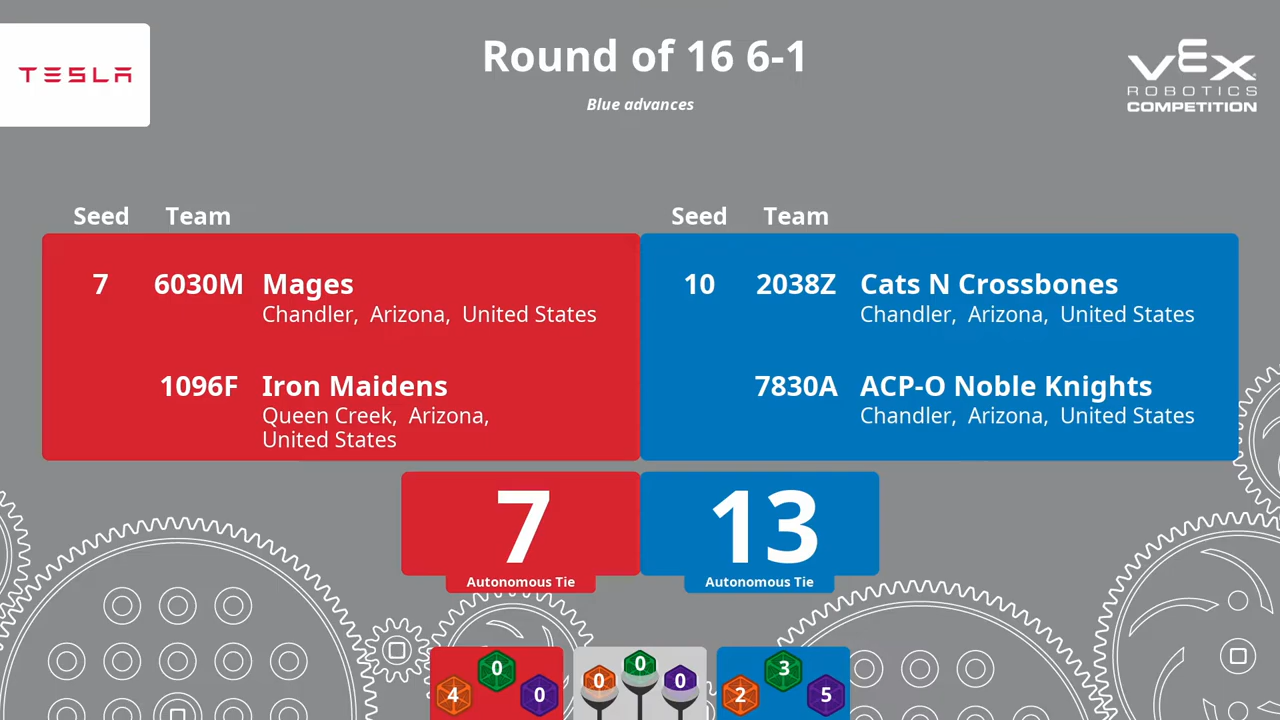 TESLA
Round of 16 6-1
Blue advances
VEX
ROBOTICS
COMPETITION
Seed Team
Seed Team
7 6030M Mages
Chandler, Arizona, United States
1096F Iron Maidens
Queen Creek, Arizona,
United States
10 2038Z Cats N Crossbones
Chandler, Arizona, United States
7830A ACP-O Noble Knights
Chandler, Arizona, United States
7
Autonomous Tie
13
Autonomous Tie
0
4 0
0
0 0
3
2 5